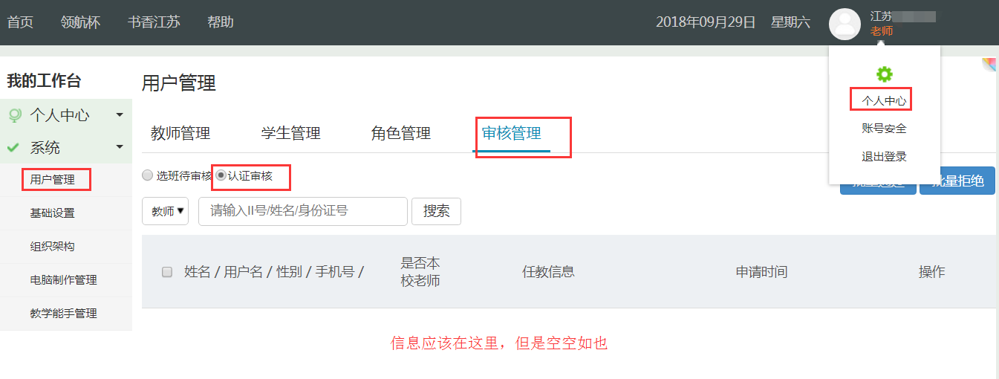 首页 领航杯 书香江苏 帮助 2018年09月29日 星期六 江苏
老师
我的工作台
个人中心
系统
用户管理
基础设置
组织架构
电脑制作管理
教学能手管理
用户管理
教师管理 学生管理 角色管理 审核管理
选班待审核 认证审核
批量拒绝
教师 请输入II号/姓名/身份证号 搜索
姓名 / 用户名 / 性别 / 手机号 / 是否本 任教信息 申请时间 操作
校老师
信息应该在这里，但是空空如也
个人中心
账号安全
退出登录